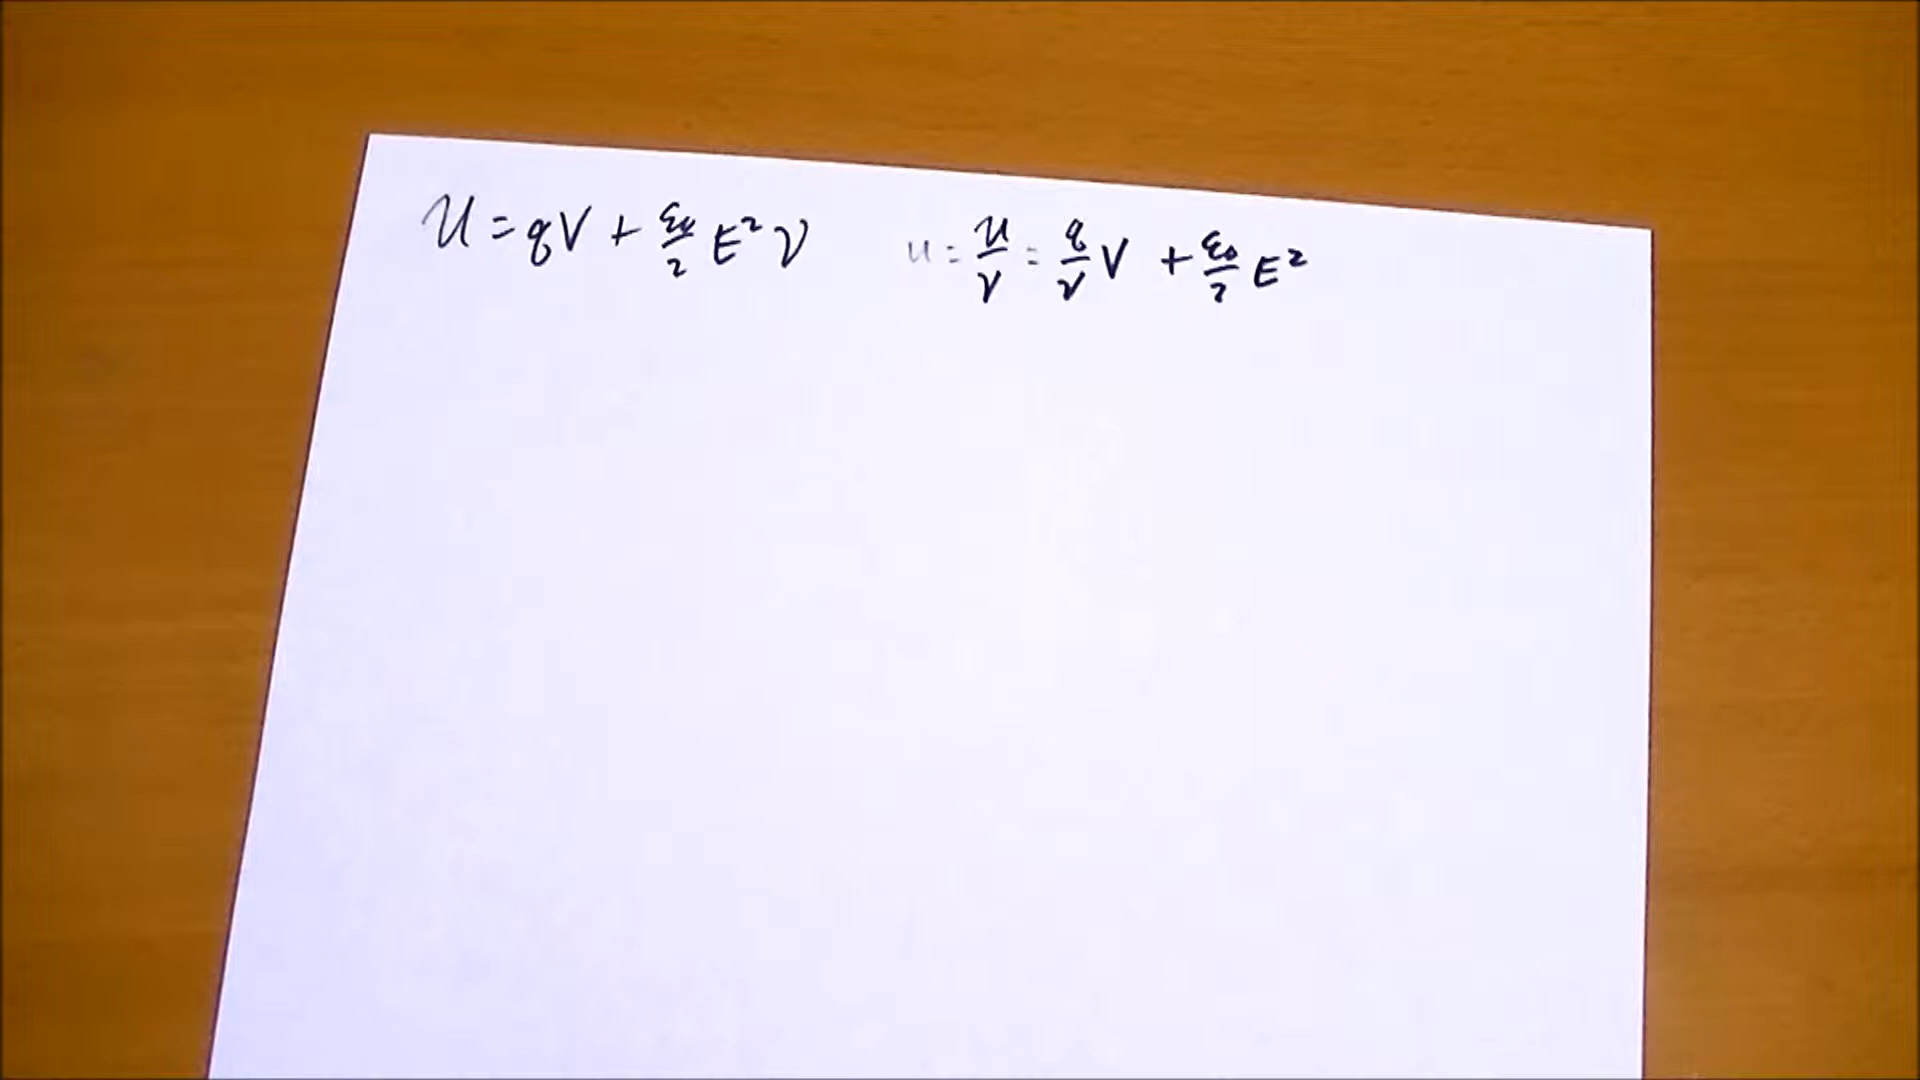 𝒰 = qV + ε₀/2 E² 𝒱    u = 𝒰/𝒱 = q/𝒱 V + ε₀/2 E²